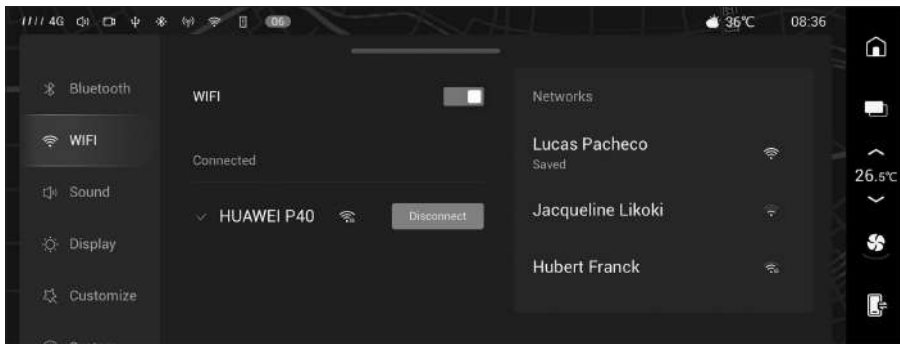 4G 06 36℃ 08:36
Bluetooth
WIFI
Sound
Display
Customize
WIFI
Connected
HUAWEI P40 Disconnect
Networks
Lucas Pacheco
Saved
Jacqueline Likoki
Hubert Franck
26.5℃